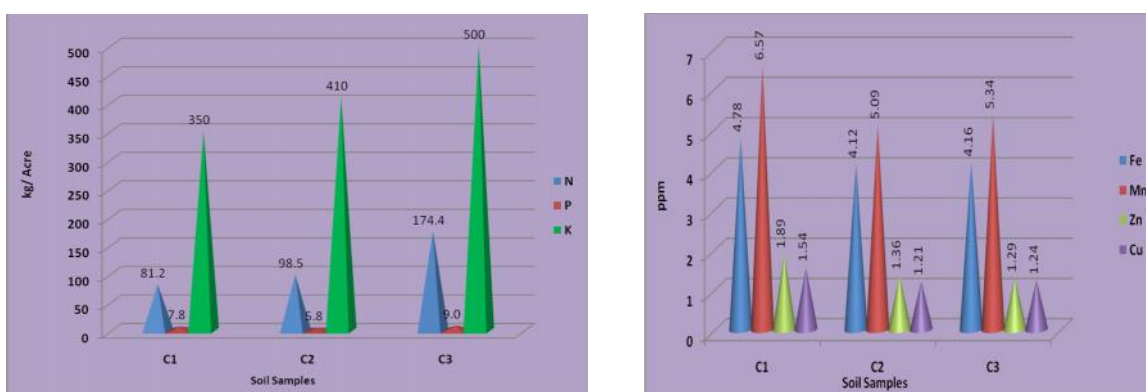 500
450
400
350
300
250
200
150
100
50
0
kg/ Acre
81.2
7.8
350
98.5
5.8
410
174.4
9.0
500
C1
C2
C3
Soil Samples
N
P
K
7
6
5
4
3
2
1
0
ppm
4.78
6.57
1.89
1.54
4.12
5.09
1.36
1.21
4.16
5.34
1.29
1.24
C1
C2
C3
Soil Samples
Fe
Mn
Zn
Cu